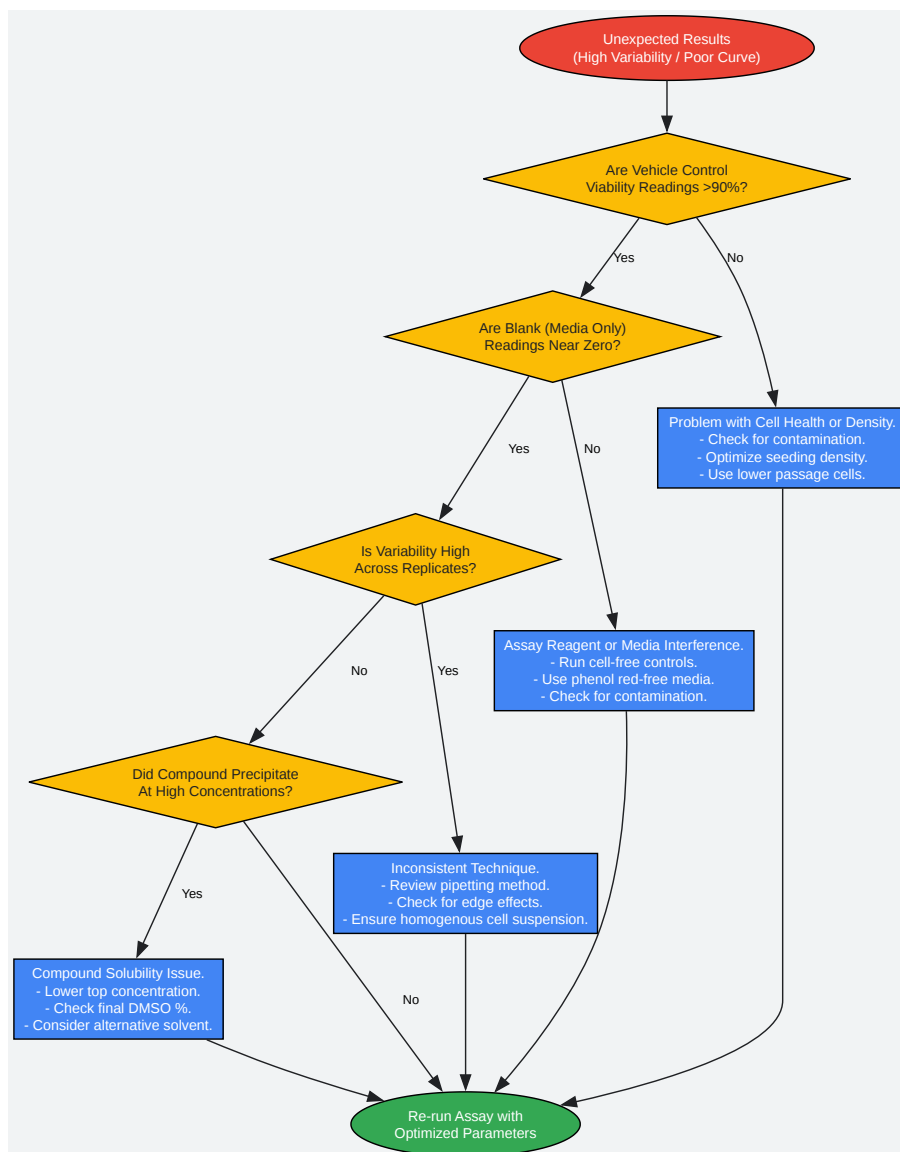 Unexpected Results
(High Variability / Poor Curve)
Are Vehicle Control
Viability Readings >90%?
Yes
No
Are Blank (Media Only)
Readings Near Zero?
Problem with Cell Health or Density.
- Check for contamination.
- Optimize seeding density.
- Use lower passage cells.
Yes
No
Is Variability High
Across Replicates?
Assay Reagent or Media Interference.
- Run cell-free controls.
- Use phenol red-free media.
- Check for contamination.
No
Yes
Did Compound Precipitate
At High Concentrations?
Inconsistent Technique.
- Review pipetting method.
- Check for edge effects.
- Ensure homogenous cell suspension.
Yes
No
Compound Solubility Issue.
- Lower top concentration.
- Check final DMSO %.
- Consider alternative solvent.
Re-run Assay with
Optimized Parameters